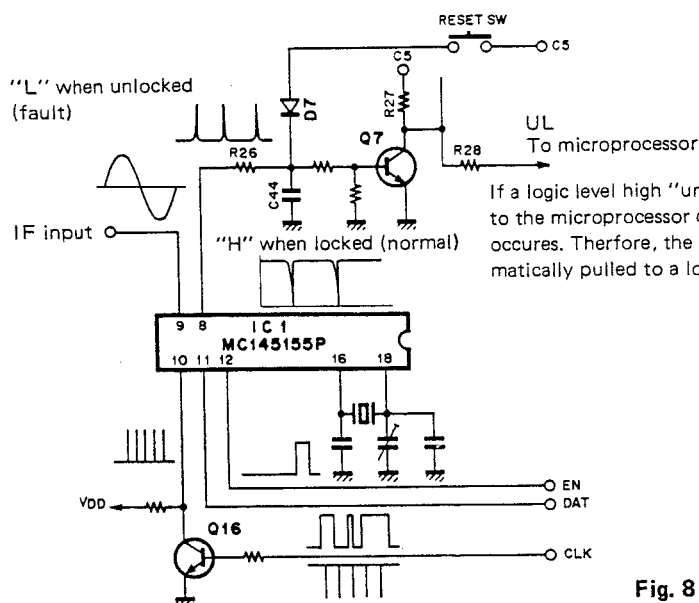 RESET SW
C5
C5
"L" when unlocked
(fault)
D7
R27
Q7
R26
R28
UL
To microprocessor
C44
If a logic level high "un
to the microprocessor
occures. Therfore, the
matically pulled to a lo
IF input
"H" when locked (normal)
9 8 IC1
MC145155P
10 11 12 16 18
EN
DAT
VDD
Q16
CLK
Fig. 8